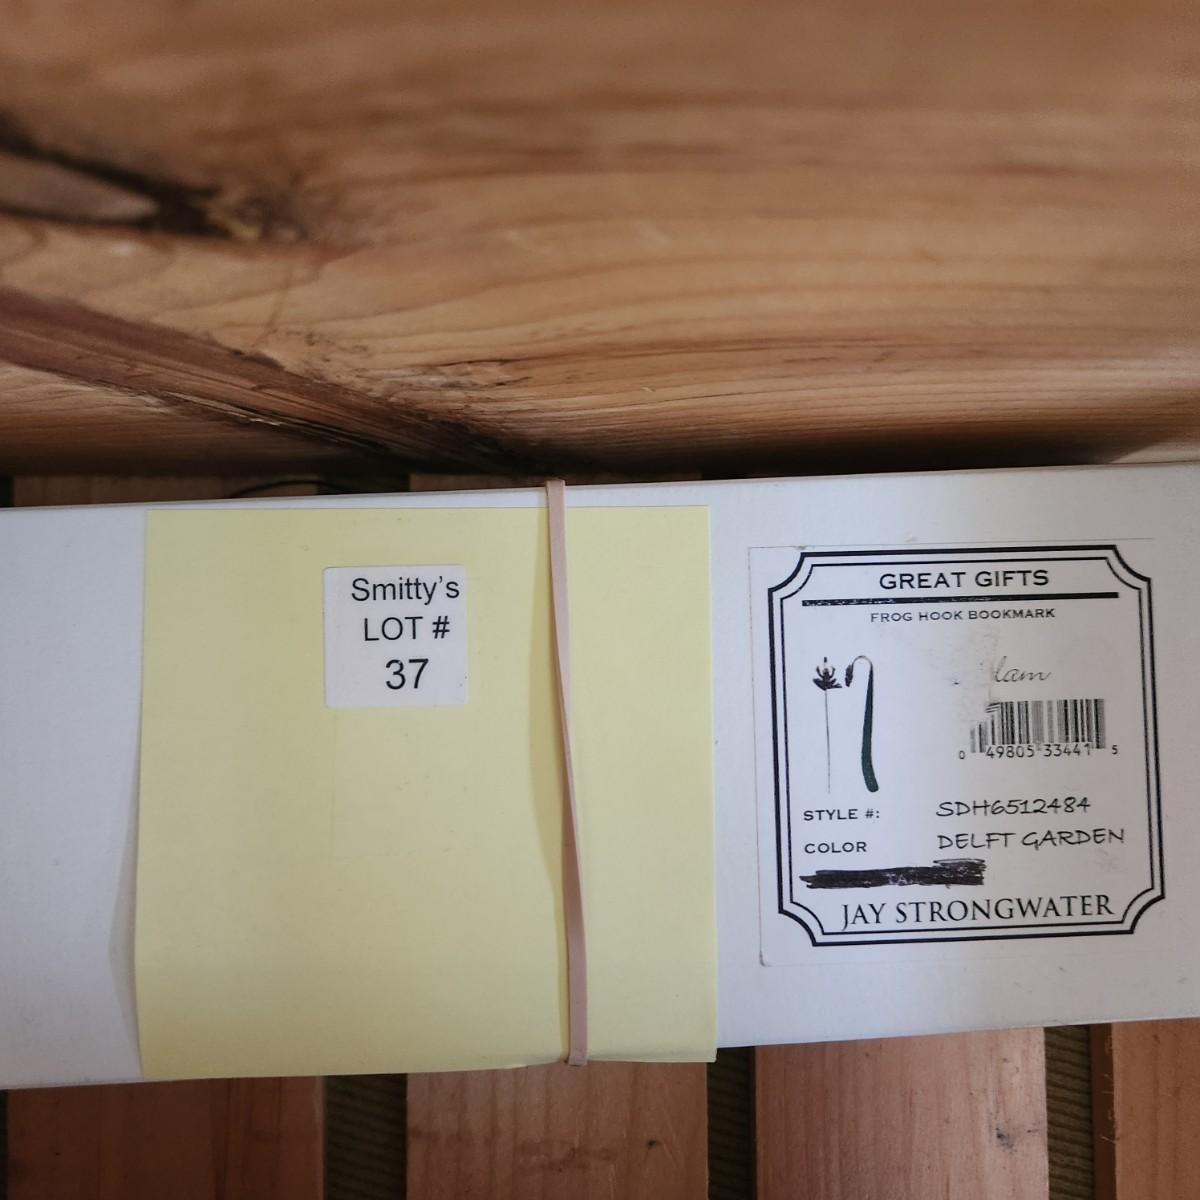 Smitty's
LOT #
37
GREAT GIFTS
FROG HOOK BOOKMARK
0 49805 33441 5
STYLE #: SDH6512484
COLOR DELFT GARDEN
JAY STRONGWATER